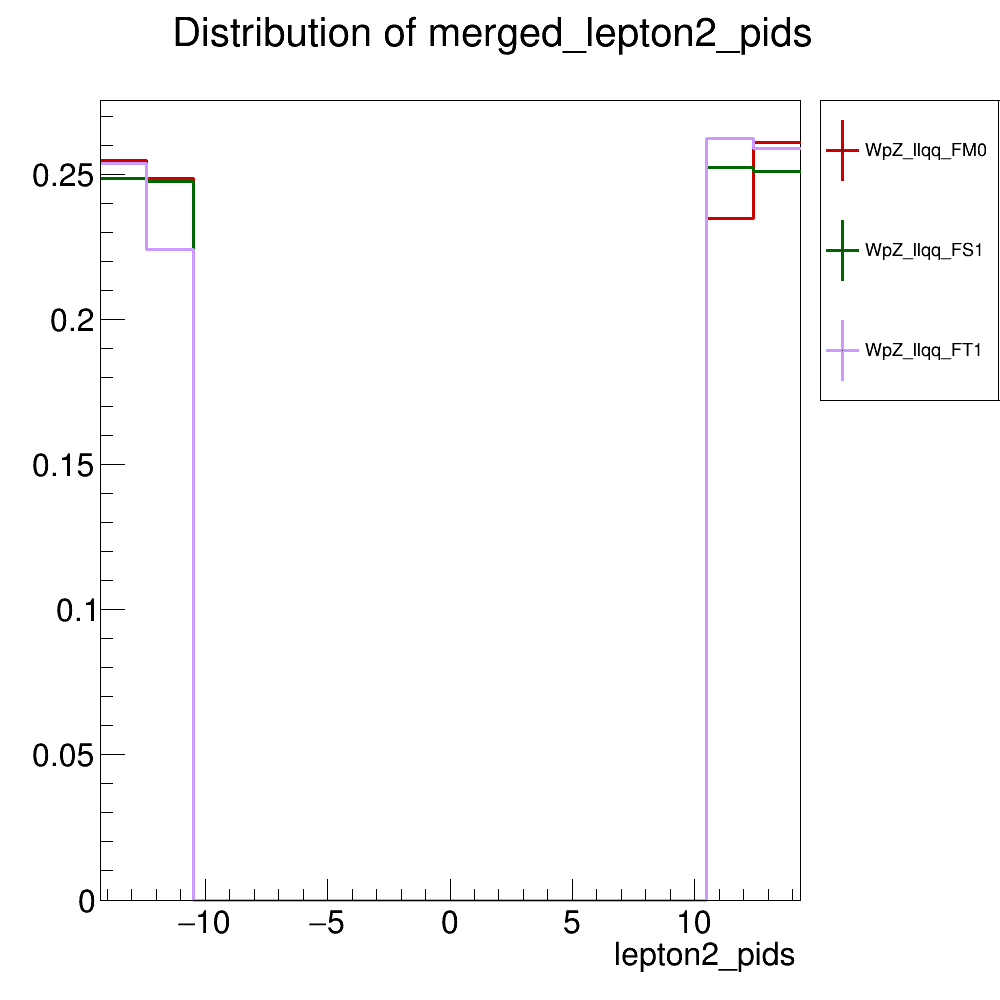 Distribution of merged_lepton2_pids
WpZ_llqq_FM0
WpZ_llqq_FS1
WpZ_llqq_FT1
0.25
0.2
0.15
0.1
0.05
0
−10 −5 0 5 10
lepton2_pids